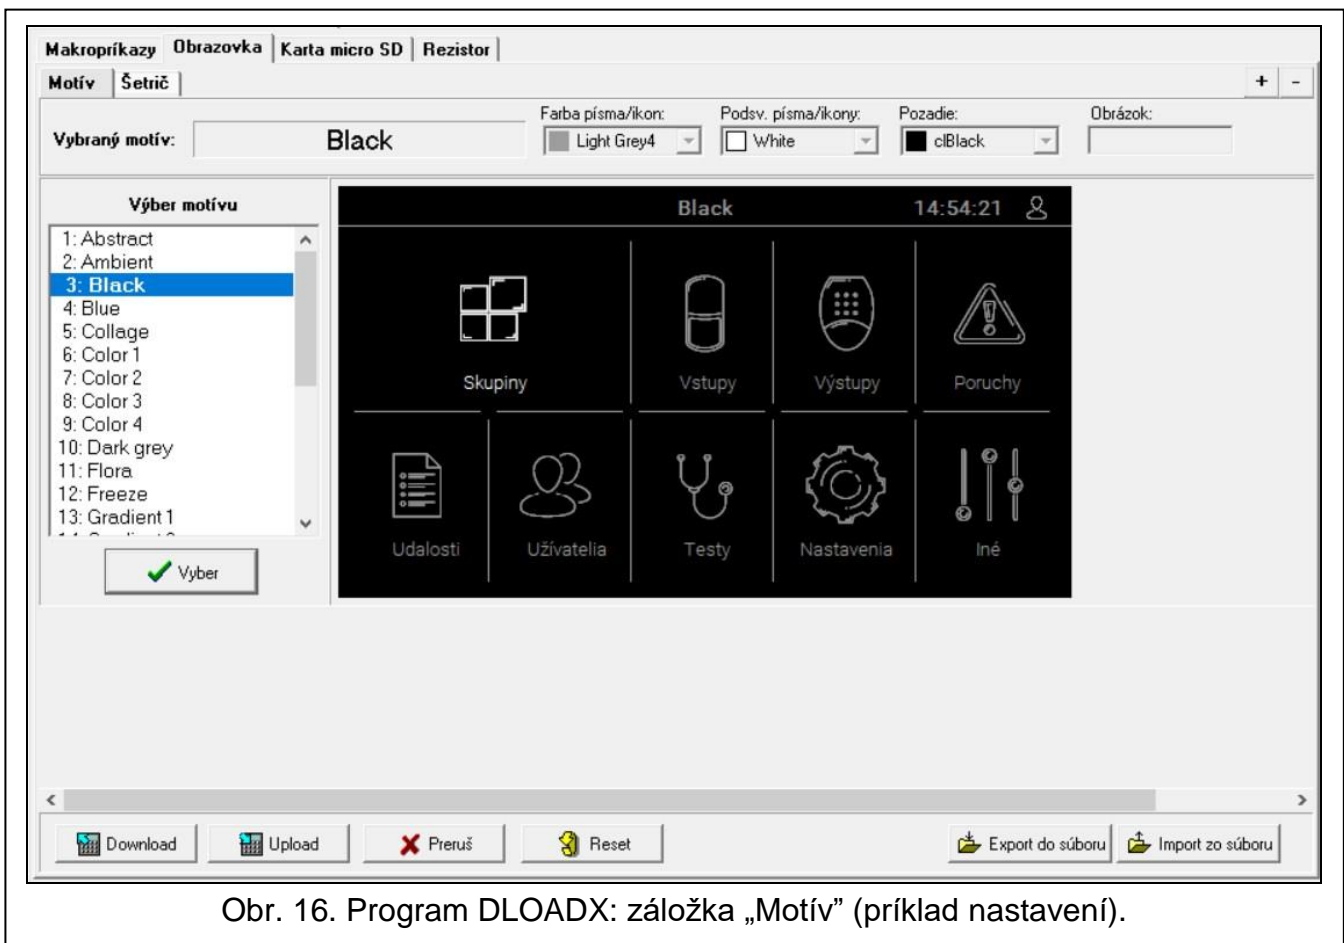 Makropríkazy Obrazovka Karta micro SD Rezistor
Motív Šetrič + -
Farba písma/ikon: Podsv. písma/ikony: Pozadie: Obrázok:
Vybraný motív: Black Light Grey4 White clBlack
Výber motívu
1: Abstract
2: Ambient
3: Black
4: Blue
5: Collage
6: Color 1
7: Color 2
8: Color 3
9: Color 4
10: Dark grey
11: Flora
12: Freeze
13: Gradient 1
Vyber
Black 14:54:21
Skupiny Vstupy Výstupy Poruchy
Udalosti Užívatelia Testy Nastavenia Iné
Download Upload Preruš Reset Export do súboru Import zo súboru
Obr. 16. Program DLOADX: záložka „Motív” (príklad nastavení).